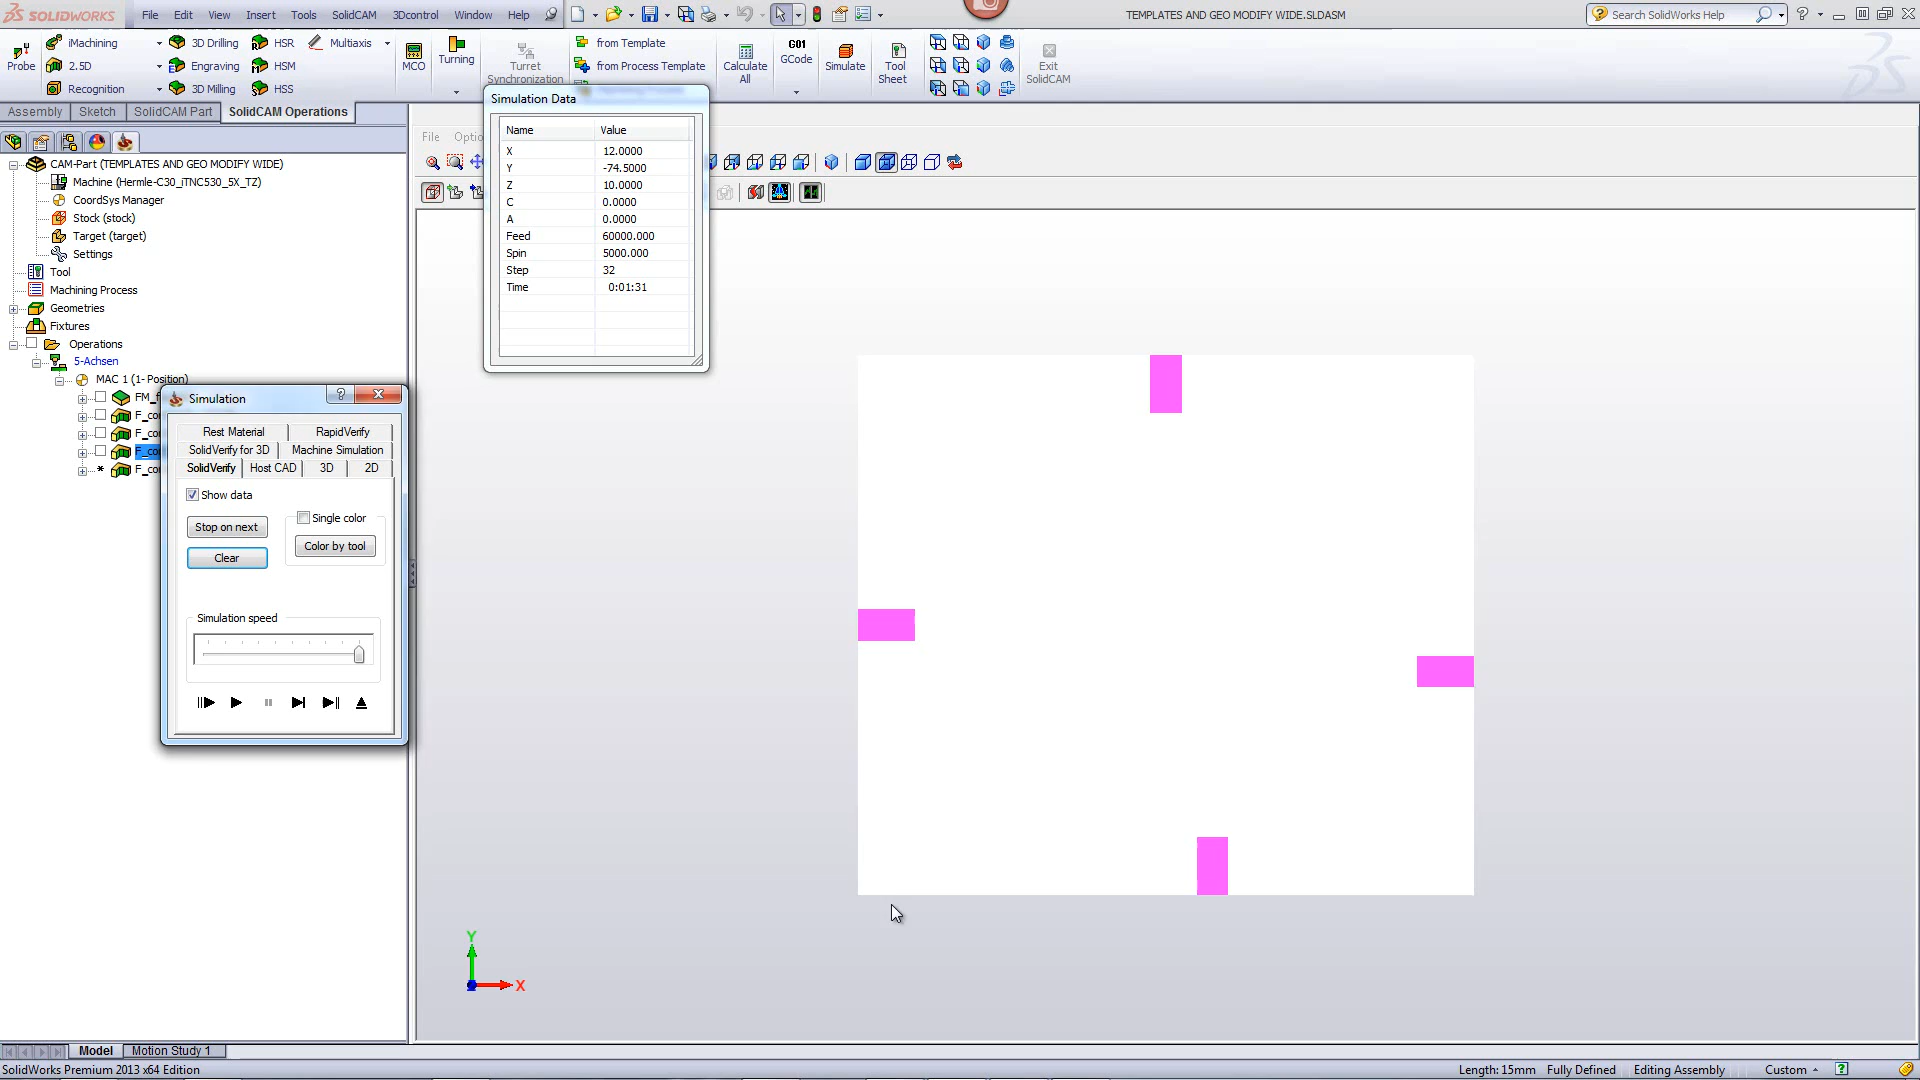 SOLIDWORKS File Edit View Insert Tools SolidCAM 3Dcontrol Window Help
TEMPLATES AND GEO MODIFY WIDE.SLDASM
Search SolidWorks Help
Probe
iMachining
2.5D
Recognition
3D Drilling
Engraving
3D Milling
HSR
HSM
HSS
Multiaxis
MCO
Turning
Turret
Synchronization
from Template
from Process Template
Calculate
All
G01
GCode
Simulate
Tool
Sheet
Exit
SolidCAM
Assembly Sketch SolidCAM Part SolidCAM Operations
CAM-Part (TEMPLATES AND GEO MODIFY WIDE)
Machine (Hermle-C30_iTNC530_5X_TZ)
CoordSys Manager
Stock (stock)
Target (target)
Settings
Tool
Machining Process
Geometries
Fixtures
Operations
5-Achsen
MAC 1 (1- Position)
Simulation Data
Name Value
X 12.0000
Y -74.5000
Z 10.0000
C 0.0000
A 0.0000
Feed 60000.000
Spin 5000.000
Step 32
Time 0:01:31
File
Simulation
Rest Material RapidVerify
SolidVerify for 3D Machine Simulation
SolidVerify Host CAD 3D 2D
Show data
Stop on next
Single color
Clear
Color by tool
Simulation speed
Y
X
Model Motion Study 1
SolidWorks Premium 2013 x64 Edition
Length: 15mm Fully Defined Editing Assembly Custom